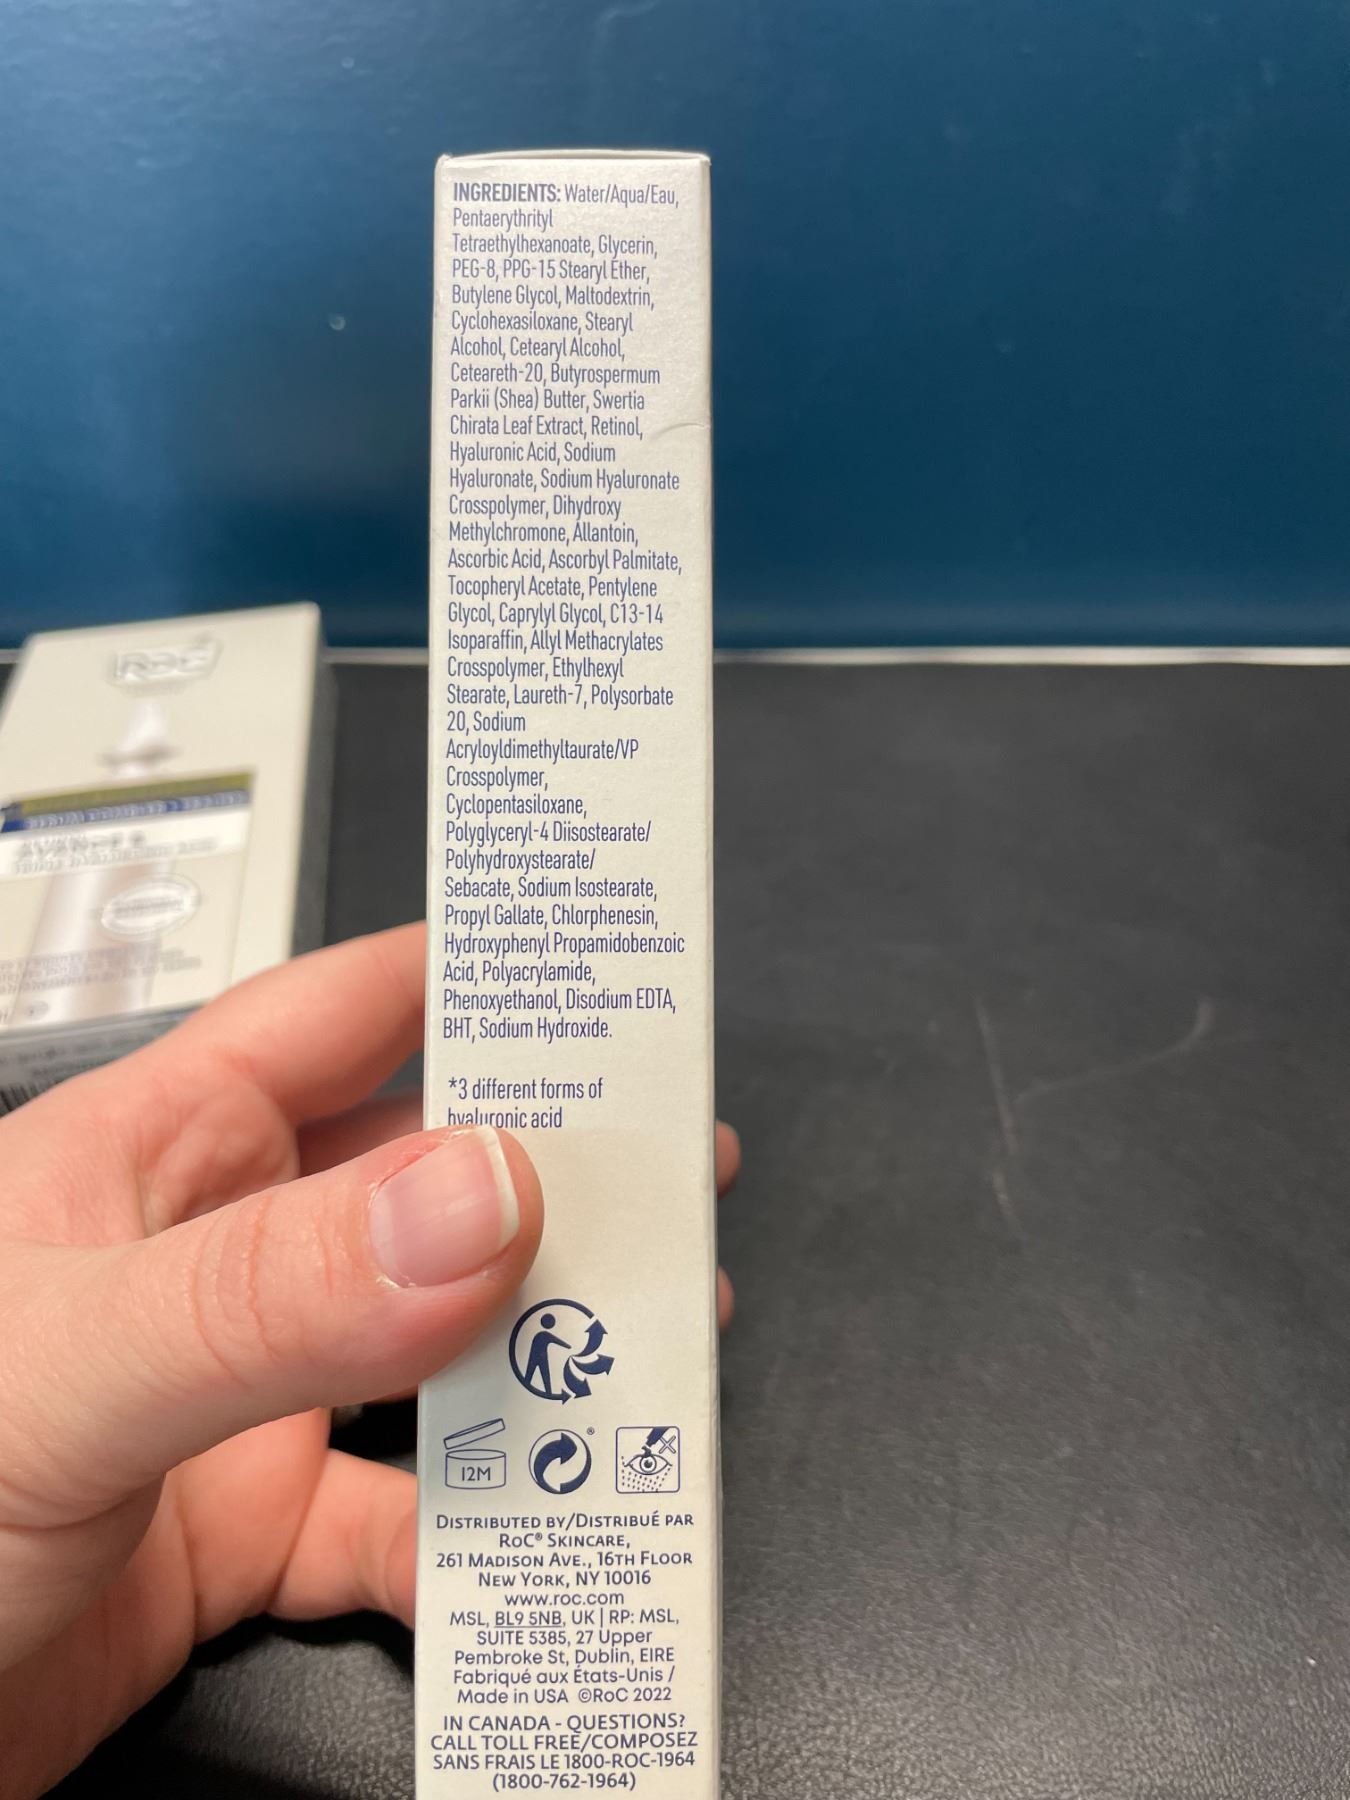 INGREDIENTS: Water/Aqua/Eau,
Pentaerythrityl
Tetraethylhexanoate, Glycerin,
PEG-8, PPG-15 Stearyl Ether,
Butylene Glycol, Maltodextrin,
Cyclohexasiloxane, Stearyl
Alcohol, Cetearyl Alcohol,
Ceteareth-20, Butyrospermum
Parkii (Shea) Butter, Swertia
Chirata Leaf Extract, Retinol,
Hyaluronic Acid, Sodium
Hyaluronate, Sodium Hyaluronate
Crosspolymer, Dihydroxy
Methylchromone, Allantoin,
Ascorbic Acid, Ascorbyl Palmitate,
Tocopheryl Acetate, Pentylene
Glycol, Caprylyl Glycol, C13-14
Isoparaffin, Allyl Methacrylates
Crosspolymer, Ethylhexyl
Stearate, Laureth-7, Polysorbate
20, Sodium
Acryloyldimethyltaurate/VP
Crosspolymer,
Cyclopentasiloxane,
Polyglyceryl-4 Diisostearate/
Polyhydroxystearate/
Sebacate, Sodium Isostearate,
Propyl Gallate, Chlorphenesin,
Hydroxyphenyl Propamidobenzoic
Acid, Polyacrylamide,
Phenoxyethanol, Disodium EDTA,
BHT, Sodium Hydroxide.
*3 different forms of
hyaluronic acid
12M
®
DISTRIBUTED BY/DISTRIBUÉ PAR
ROC® SKINCARE,
261 MADISON AVE., 16TH FLOOR
NEW YORK, NY 10016
www.roc.com
MSL, BL9 5NB, UK | RP: MSL,
SUITE 5385, 27 Upper
Pembroke St, Dublin, EIRE
Fabriqué aux États-Unis /
Made in USA ©RoC 2022
IN CANADA - QUESTIONS?
CALL TOLL FREE/COMPOSEZ
SANS FRAIS LE 1800-ROC-1964
(1800-762-1964)
RoC